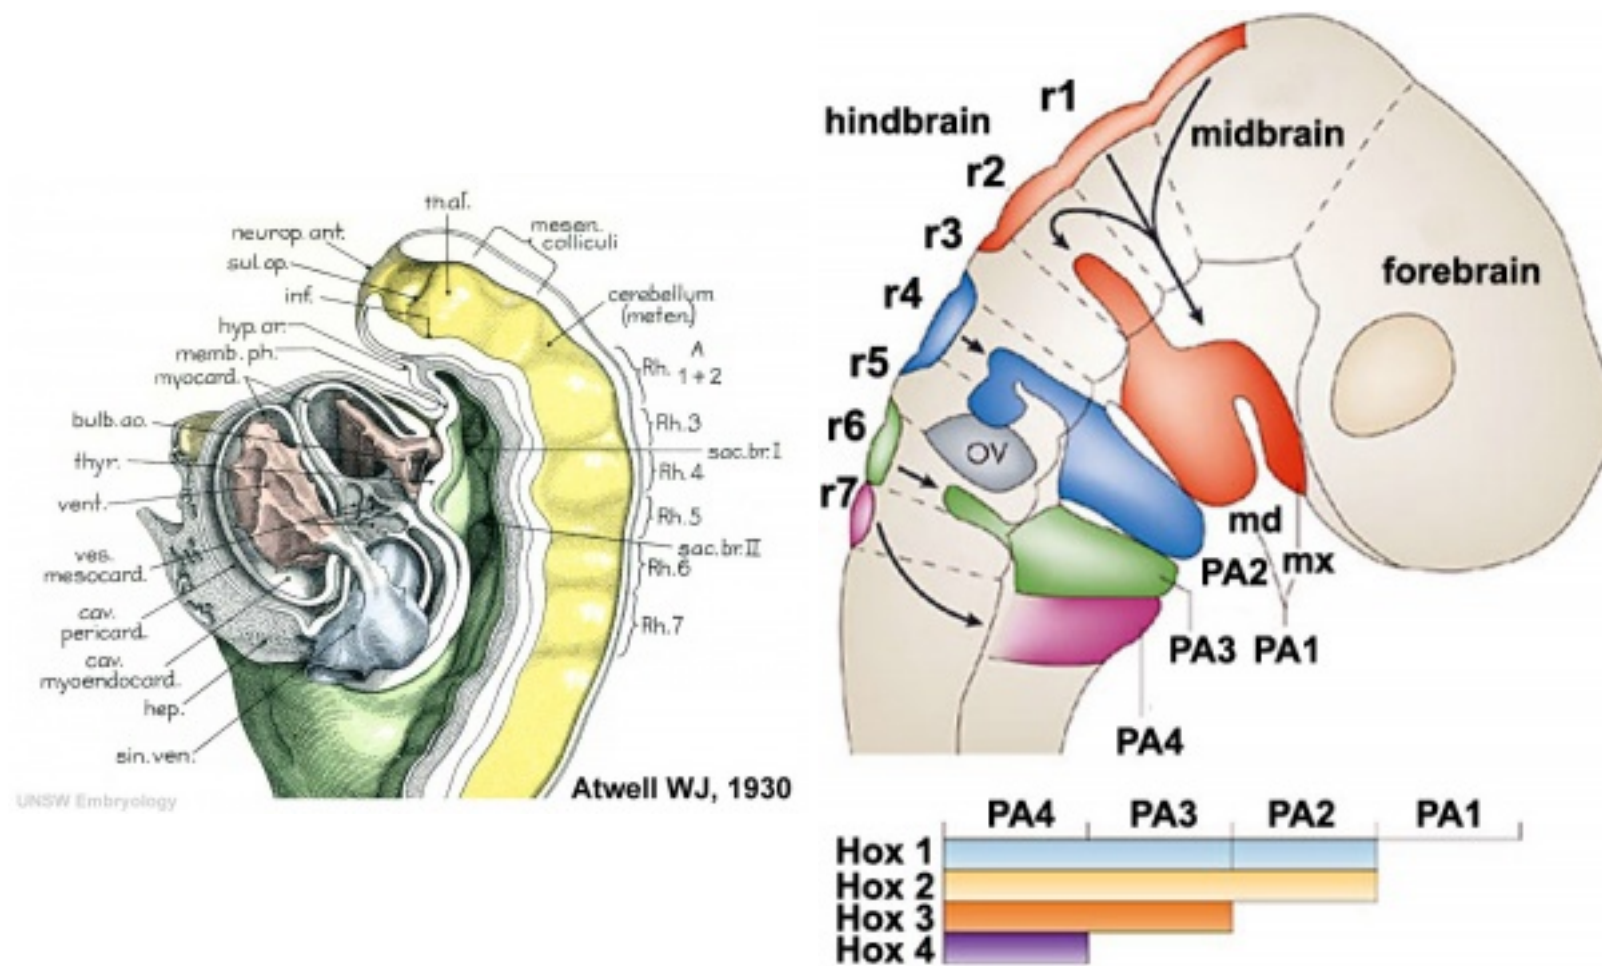 th.al.
neurop. ant.
mesen.
colliculi
sul. op.
inf.
cerebellum
(meten.)
hyp. or.
memb. ph.
myocard.
A
Rh. 1+2
bulb. ao.
Rh. 3
thyr.
sac. br. I
Rh. 4
vent.
Rh. 5
ves.
mesocard.
sac. br. II
Rh. 6
cav.
pericard.
Rh. 7
cav.
myoendocard.
hep.
sin. ven.
UNSW Embryology
Atwell WJ, 1930
hindbrain
r1
midbrain
r2
r3
forebrain
r4
r5
r6
OV
r7
md
mx
PA2
PA3
PA1
PA4
PA4 PA3 PA2 PA1
Hox 1
Hox 2
Hox 3
Hox 4